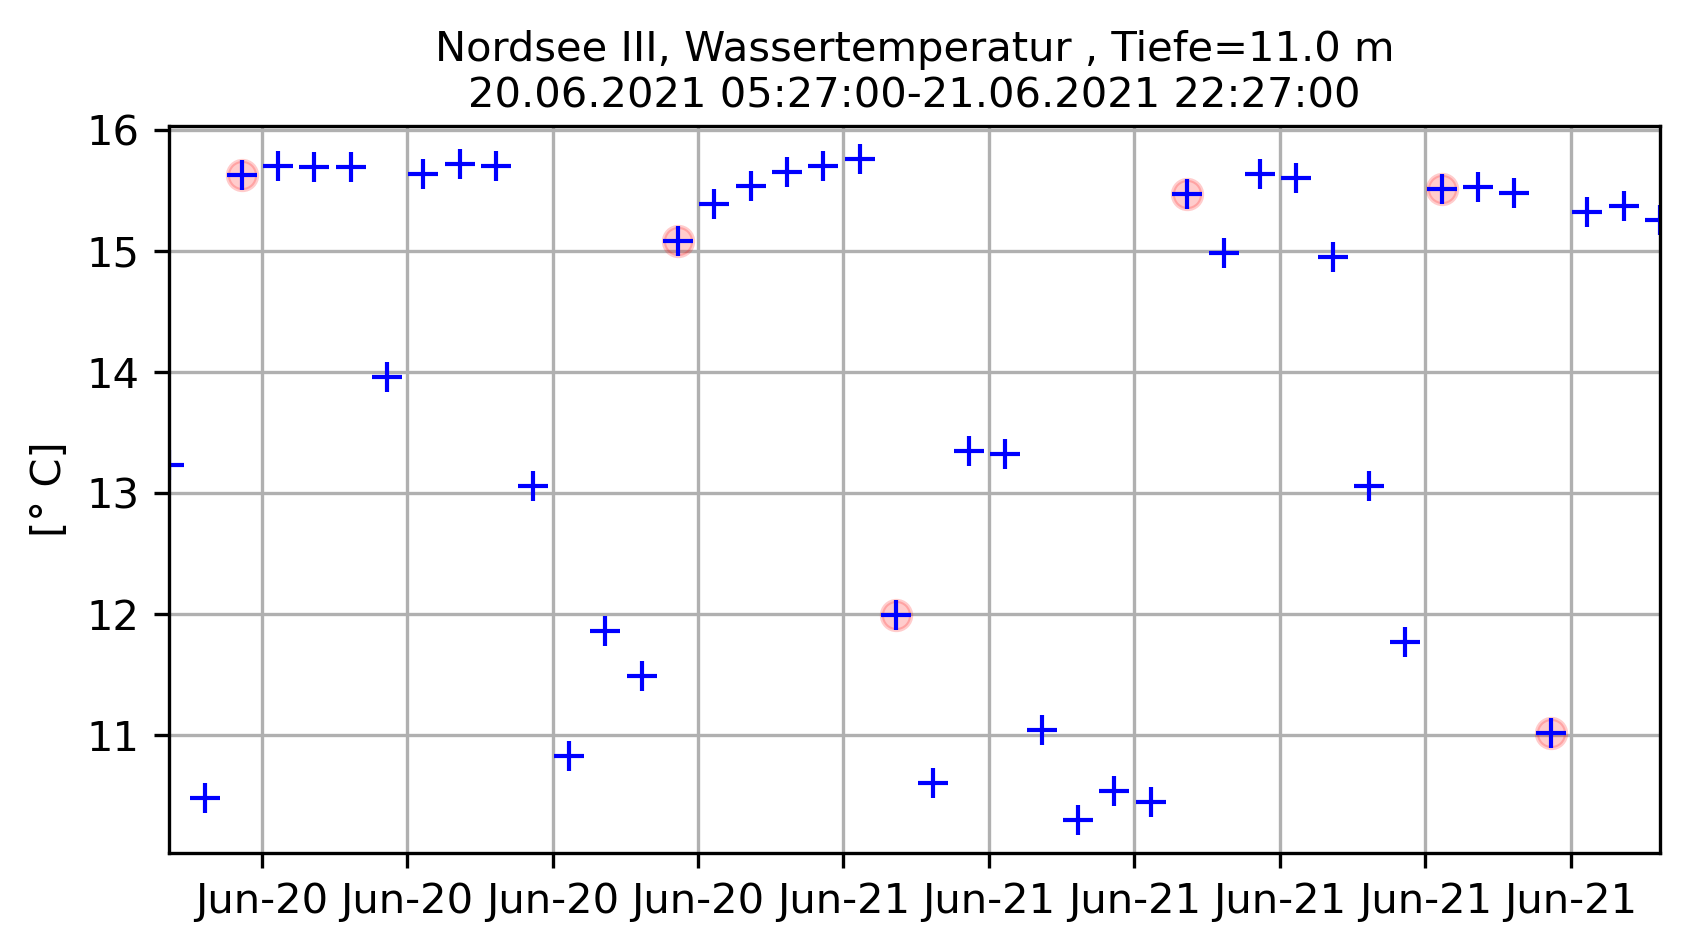 Nordsee III, Wassertemperatur , Tiefe=11.0 m
20.06.2021 05:27:00-21.06.2021 22:27:00
[° C]
16
15
14
13
12
11
Jun-20 Jun-20 Jun-20 Jun-20 Jun-21 Jun-21 Jun-21 Jun-21 Jun-21 Jun-21